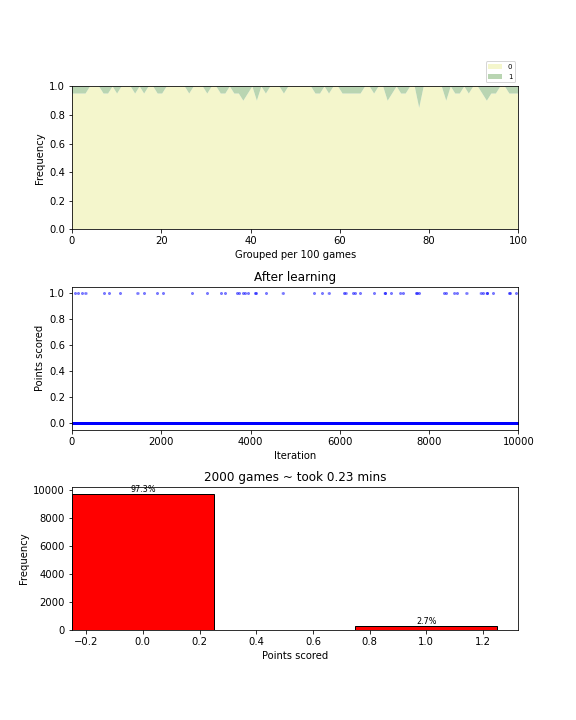 0
1
1.0
0.8
0.6
0.4
0.2
0.0
Frequency
0 20 40 60 80 100
Grouped per 100 games
After learning
1.0
0.8
0.6
0.4
0.2
0.0
Points scored
0 2000 4000 6000 8000 10000
Iteration
2000 games ~ took 0.23 mins
10000
8000
6000
4000
2000
0
Frequency
97.3%
2.7%
−0.2 0.0 0.2 0.4 0.6 0.8 1.0 1.2
Points scored